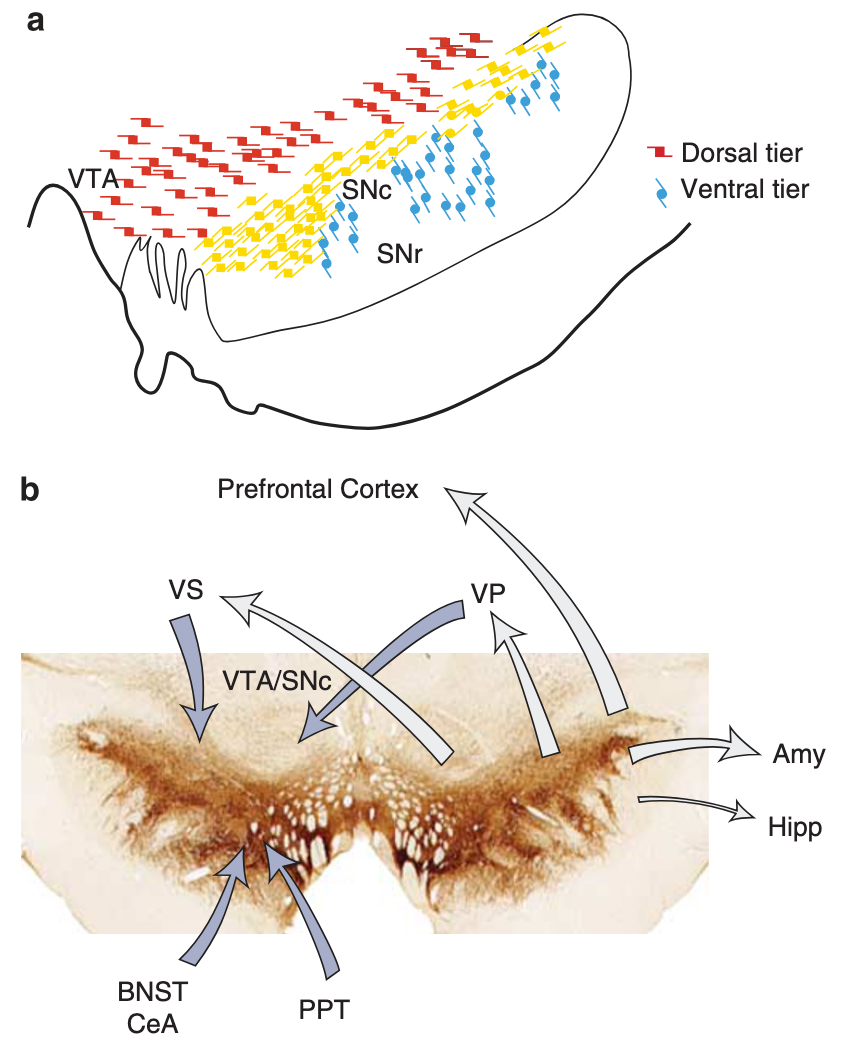 a
VTA
SNc
SNr
Dorsal tier
Ventral tier
b
Prefrontal Cortex
VS
VP
VTA/SNc
Amy
Hipp
BNST
CeA
PPT